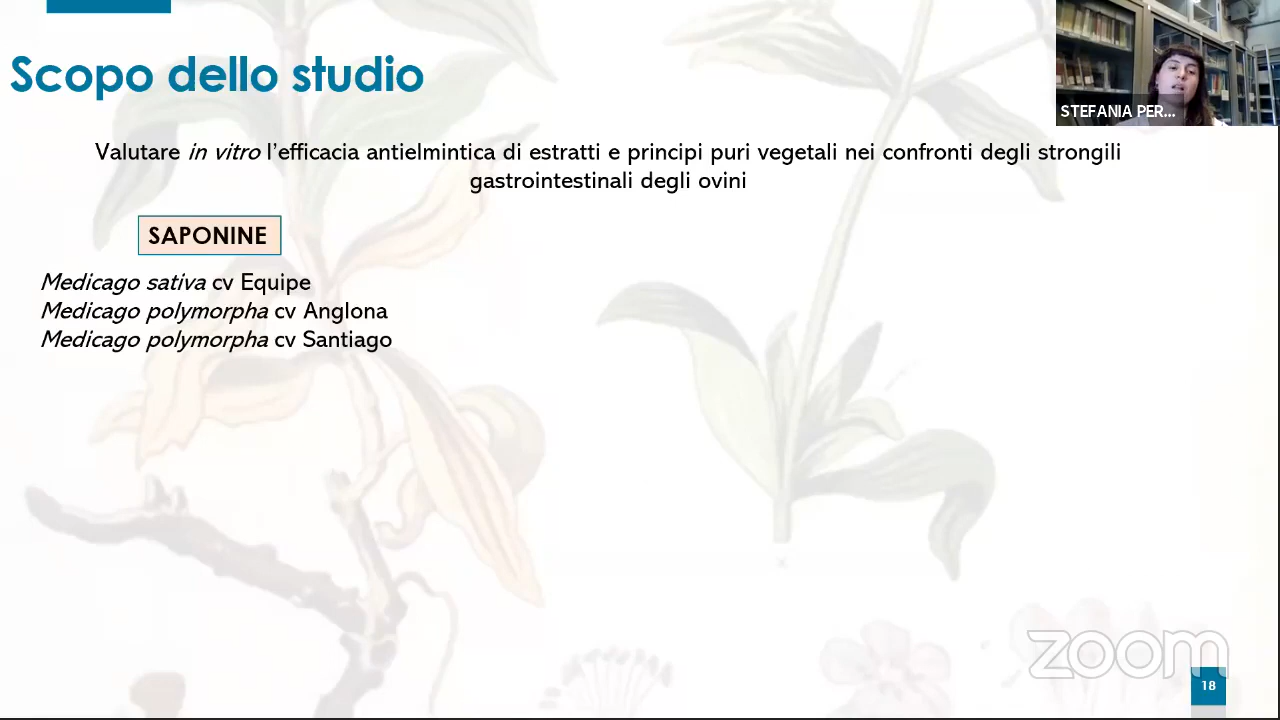 Scopo dello studio
STEFANIA PER...
Valutare in vitro l’efficacia antielmintica di estratti e principi puri vegetali nei confronti degli strongili
gastrointestinali degli ovini
SAPONINE
Medicago sativa cv Equipe
Medicago polymorpha cv Anglona
Medicago polymorpha cv Santiago
zoom
18